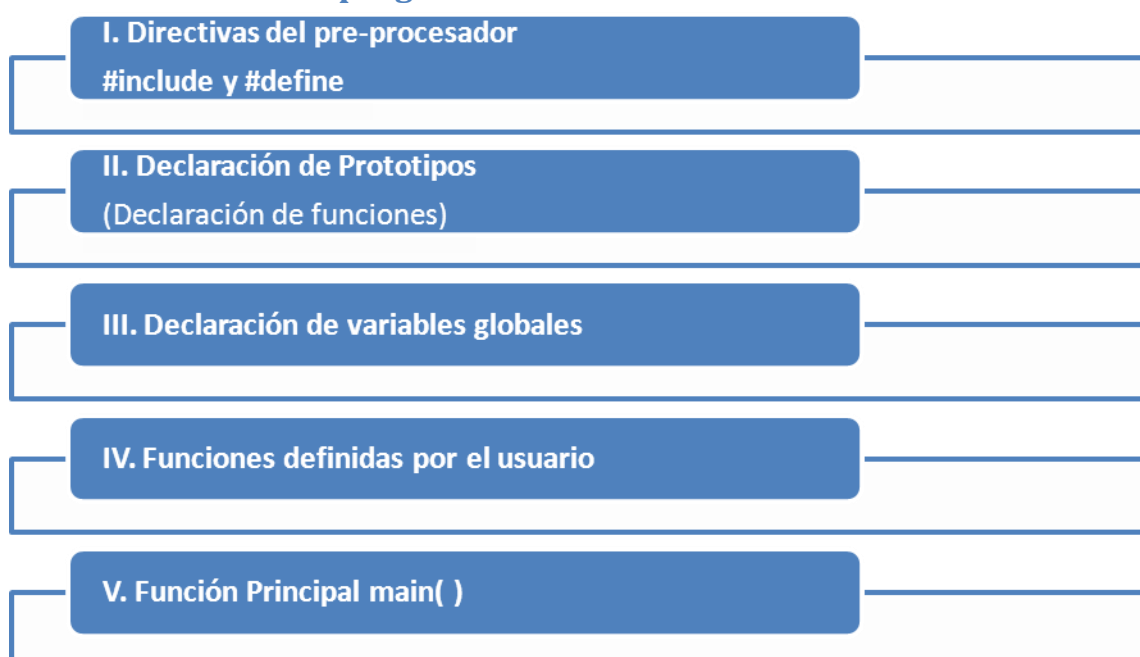 I. Directivas del pre-procesador
#include y #define
II. Declaración de Prototipos
(Declaración de funciones)
III. Declaración de variables globales
IV. Funciones definidas por el usuario
V. Función Principal main( )